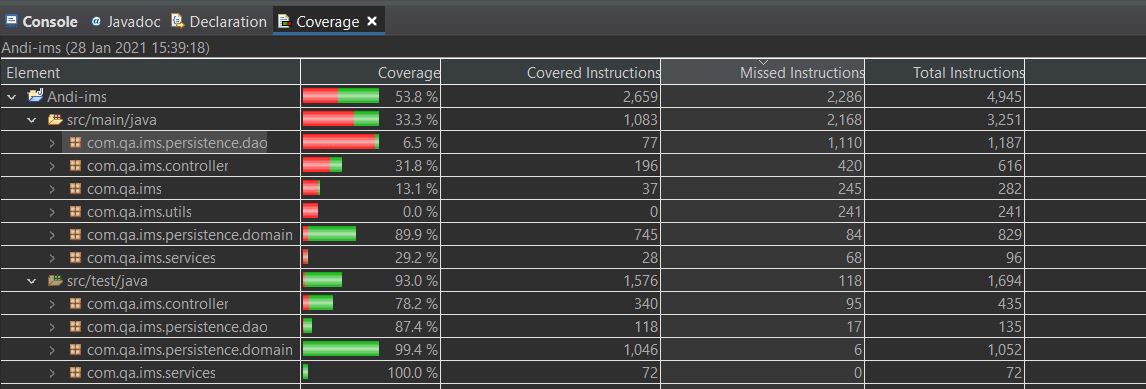 Console Javadoc Declaration Coverage
Andi-ims (28 Jan 2021 15:39:18)
Element Coverage Covered Instructions Missed Instructions Total Instructions
Andi-ims 53.8 % 2,659 2,286 4,945
src/main/java 33.3 % 1,083 2,168 3,251
com.qa.ims.persistence.dao 6.5 % 77 1,110 1,187
com.qa.ims.controller 31.8 % 196 420 616
com.qa.ims 13.1 % 37 245 282
com.qa.ims.utils 0.0 % 0 241 241
com.qa.ims.persistence.domain 89.9 % 745 84 829
com.qa.ims.services 29.2 % 28 68 96
src/test/java 93.0 % 1,576 118 1,694
com.qa.ims.controller 78.2 % 340 95 435
com.qa.ims.persistence.dao 87.4 % 118 17 135
com.qa.ims.persistence.domain 99.4 % 1,046 6 1,052
com.qa.ims.services 100.0 % 72 0 72